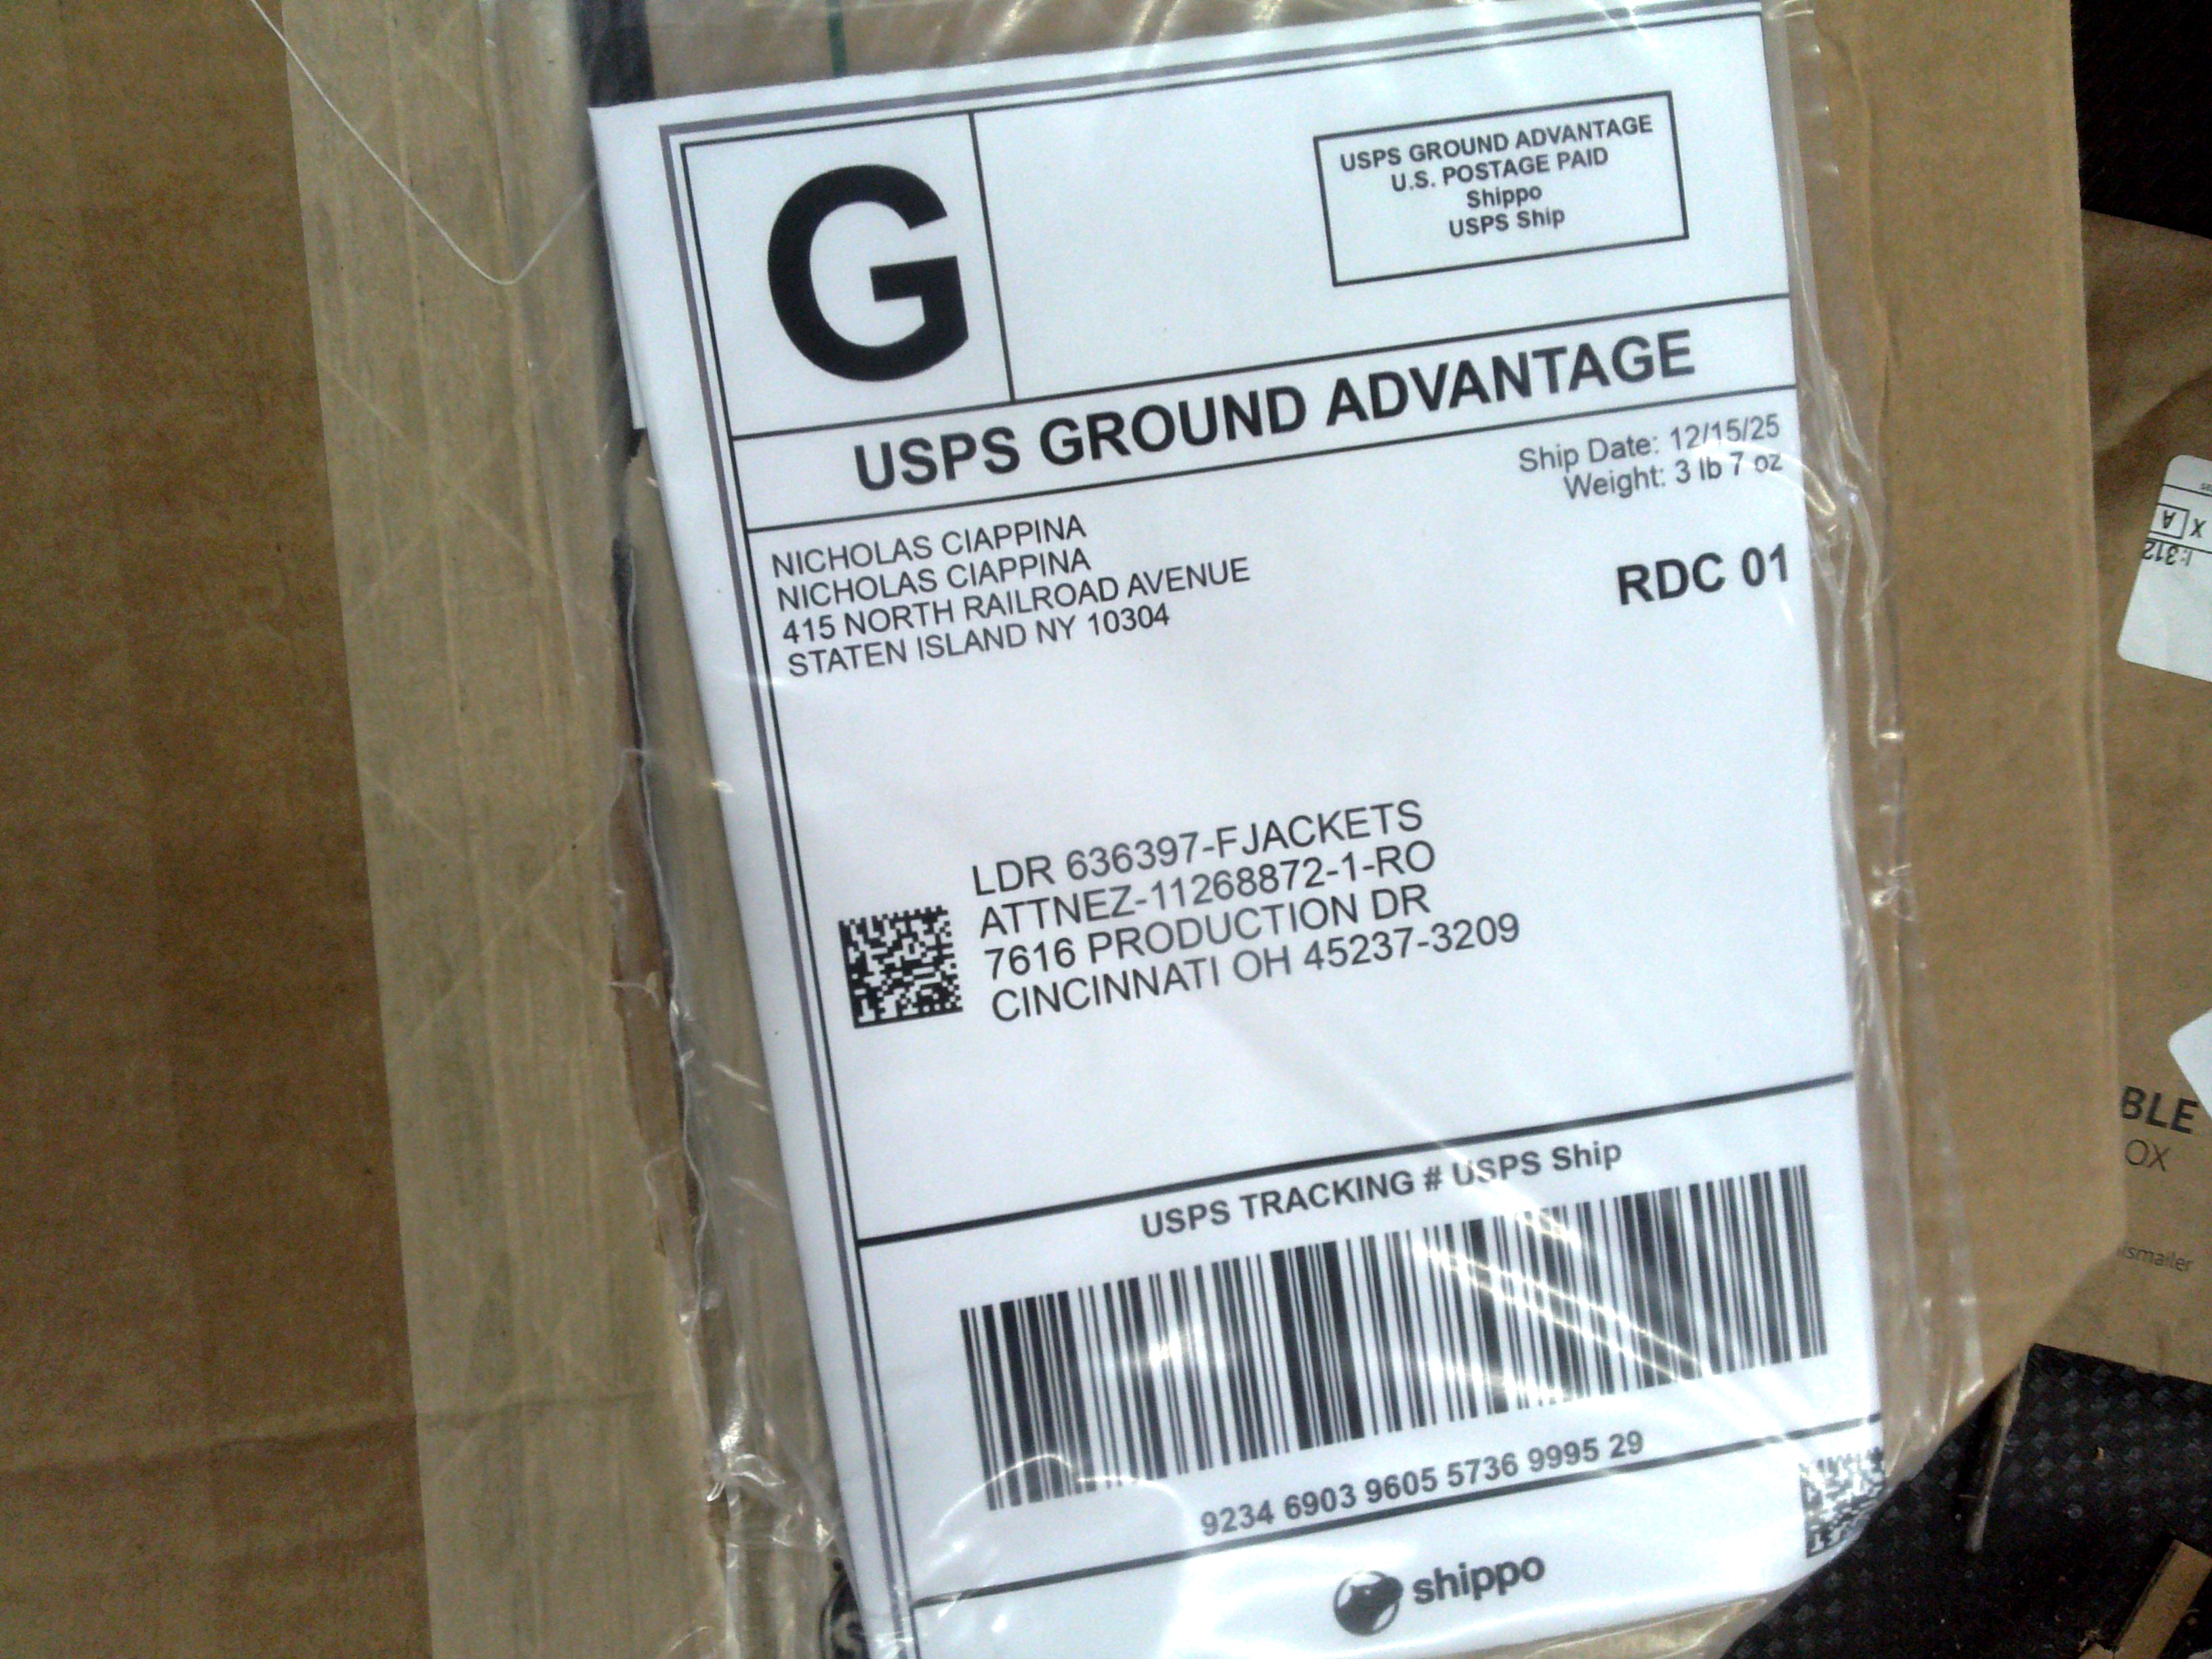 G
USPS GROUND ADVANTAGE
U.S. POSTAGE PAID
Shippo
USPS Ship
USPS GROUND ADVANTAGE
Ship Date: 12/15/25
Weight: 3 lb 7 oz
NICHOLAS CIAPPINA
NICHOLAS CIAPPINA
415 NORTH RAILROAD AVENUE
STATEN ISLAND NY 10304
RDC 01
LDR 636397-FJACKETS
ATTNEZ-11268872-1-RO
7616 PRODUCTION DR
CINCINNATI OH 45237-3209
USPS TRACKING # USPS Ship
9234 6903 9605 5736 9995 29
shippo
X A
BLE
OX